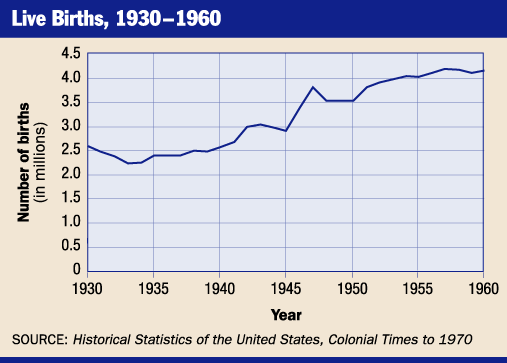 Live Births, 1930–1960
Number of births
(in millions)
4.5
4.0
3.5
3.0
2.5
2.0
1.5
1.0
0.5
0
1930 1935 1940 1945 1950 1955 1960
Year
SOURCE: Historical Statistics of the United States, Colonial Times to 1970